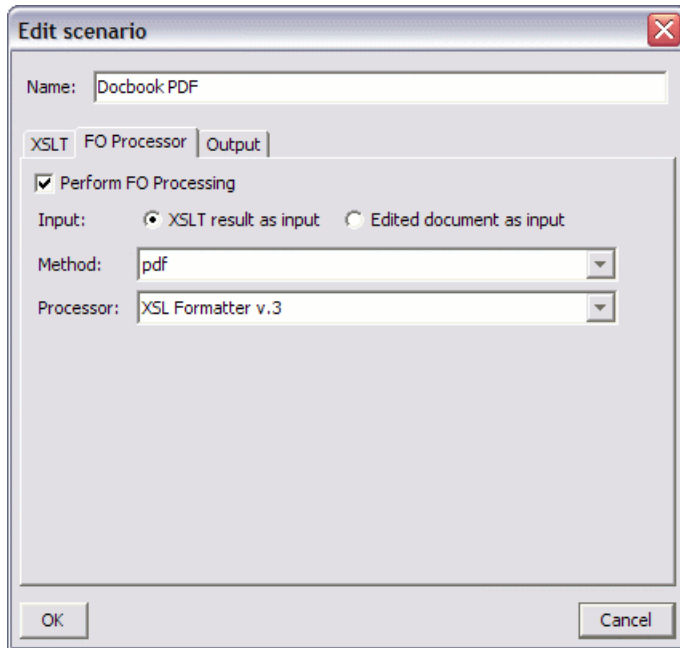 Edit scenario
Name: Docbook PDF
XSLT FO Processor Output
Perform FO Processing
Input: XSLT result as input Edited document as input
Method: pdf
Processor: XSL Formatter v.3
OK Cancel